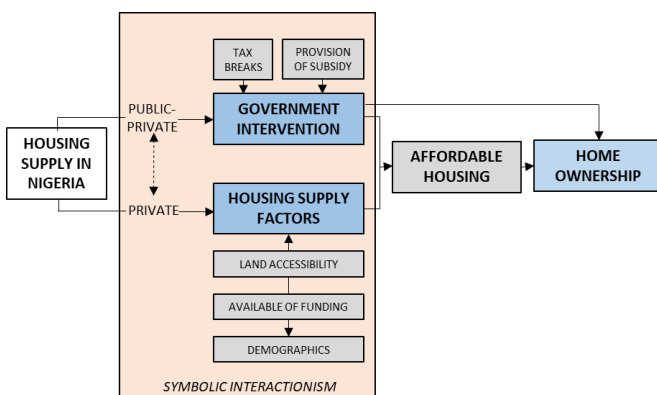 TAX
BREAKS
PROVISION
OF SUBSIDY
PUBLIC-
PRIVATE
GOVERNMENT
INTERVENTION
HOUSING
SUPPLY IN
NIGERIA
AFFORDABLE
HOUSING
HOME
OWNERSHIP
PRIVATE
HOUSING SUPPLY
FACTORS
LAND ACCESSIBILITY
AVAILABLE OF FUNDING
DEMOGRAPHICS
SYMBOLIC INTERACTIONISM